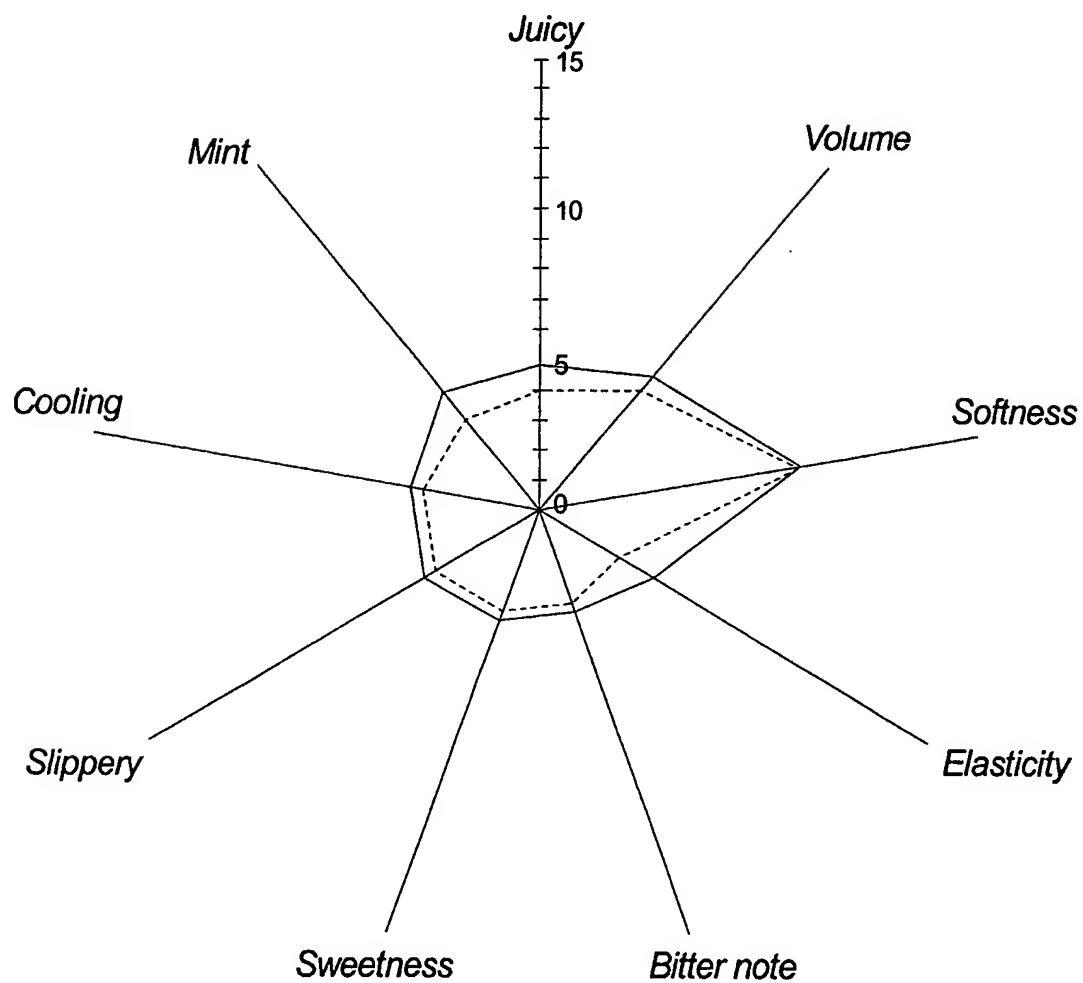 Juicy
15
Mint
Volume
10
5
Cooling
Softness
0
Slippery
Elasticity
Sweetness
Bitter note